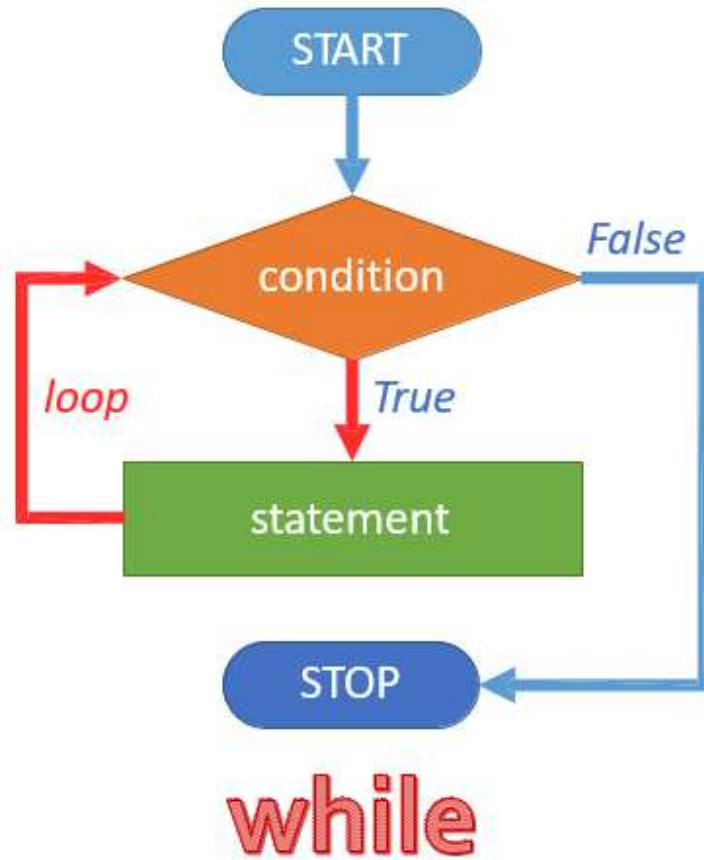 START
condition
False
loop
True
statement
STOP
while